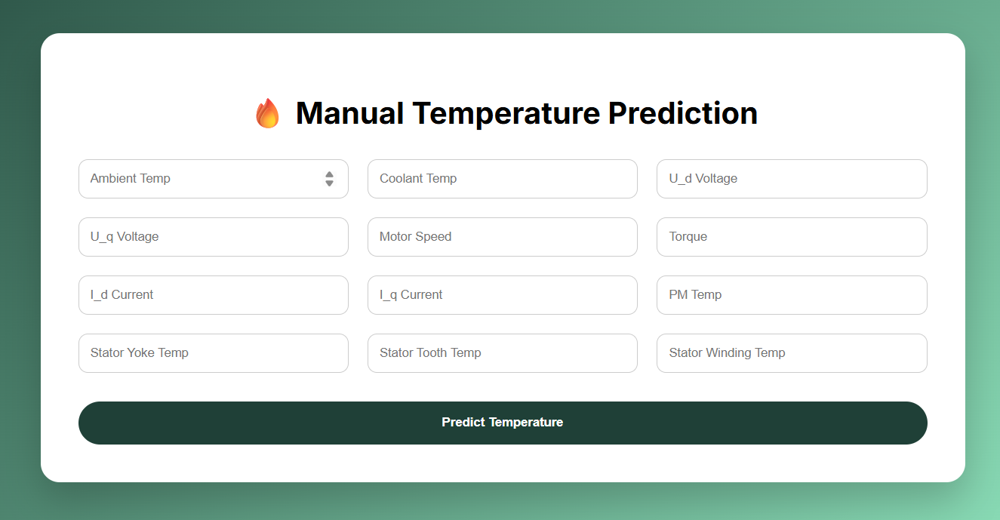 🔥 Manual Temperature Prediction
Ambient Temp
Coolant Temp
U_d Voltage
U_q Voltage
Motor Speed
Torque
I_d Current
I_q Current
PM Temp
Stator Yoke Temp
Stator Tooth Temp
Stator Winding Temp
Predict Temperature